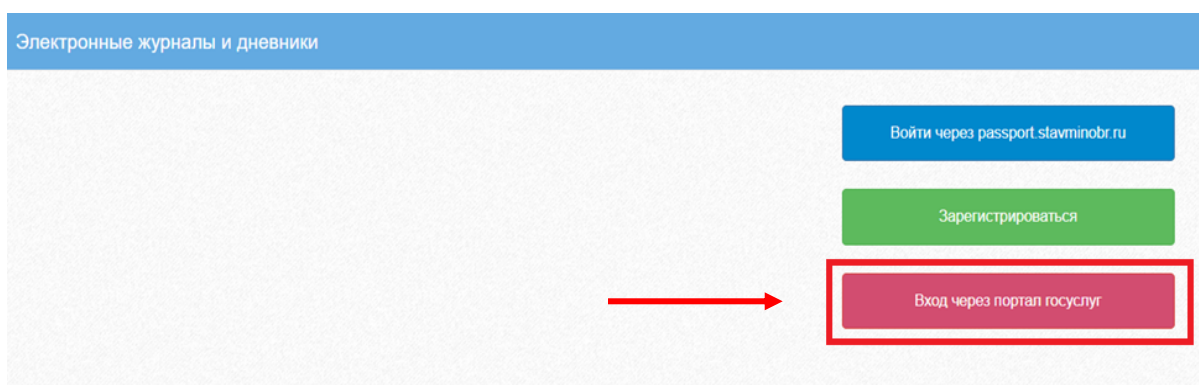 Электронные журналы и дневники
Войти через passport.stavminobr.ru
Зарегистрироваться
Вход через портал госуслуг